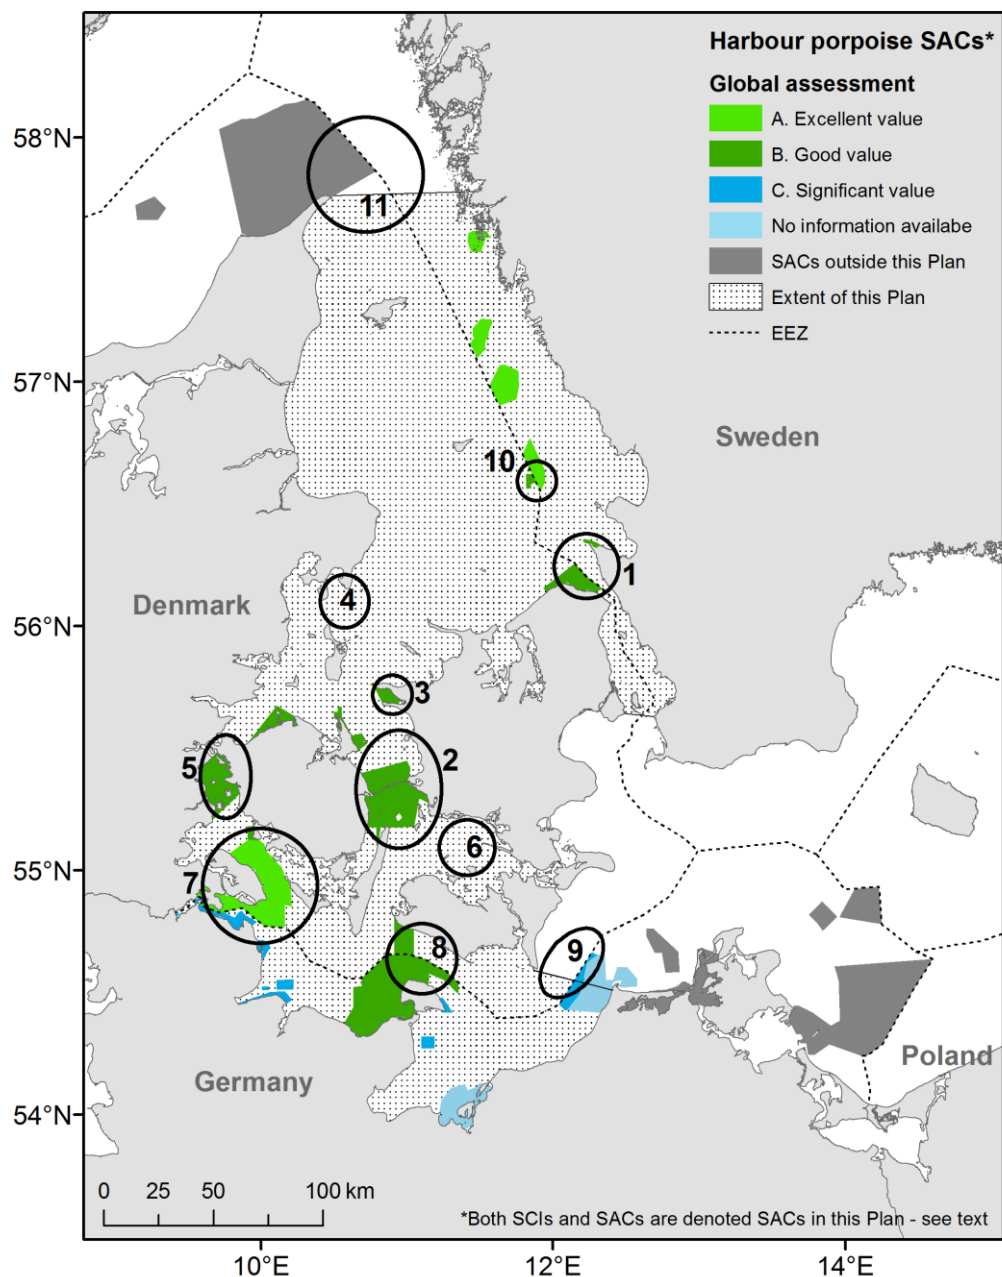 Harbour porpoise SACs*
Global assessment
A. Excellent value
B. Good value
C. Significant value
No information availabe
SACs outside this Plan
Extent of this Plan
EEZ
58°N
11
57°N
Sweden
10
1
Denmark
4
56°N
3
5
2
6
55°N
7
8
9
Germany
Poland
54°N
0 25 50 100 km
*Both SCIs and SACs are denoted SACs in this Plan - see text
10°E 12°E 14°E